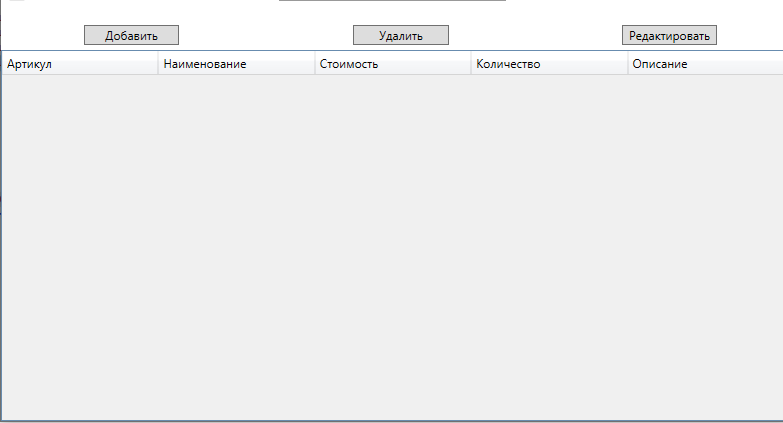 Добавить Удалить Редактировать
Артикул Наименование Стоимость Количество Описание